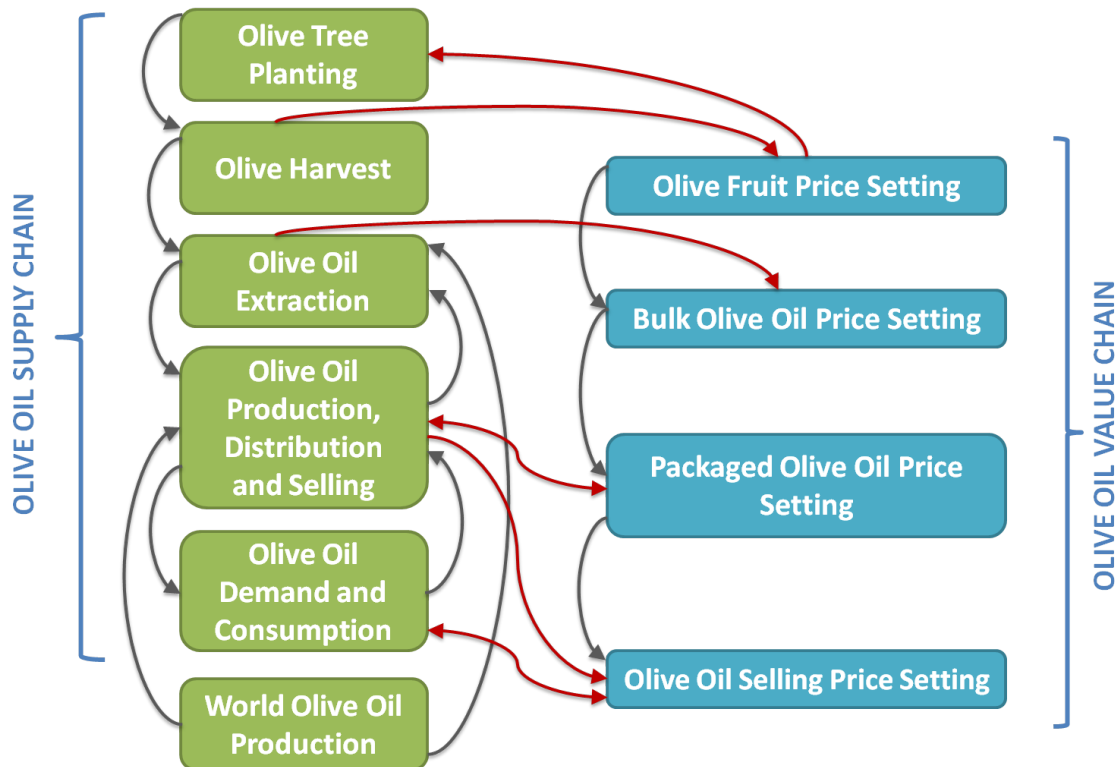 OLIVE OIL SUPPLY CHAIN
Olive Tree
Planting
Olive Harvest
Olive Oil
Extraction
Olive Oil
Production,
Distribution
and Selling
Olive Oil
Demand and
Consumption
World Olive Oil
Production
Olive Fruit Price Setting
Bulk Olive Oil Price Setting
Packaged Olive Oil Price
Setting
Olive Oil Selling Price Setting
OLIVE OIL VALUE CHAIN